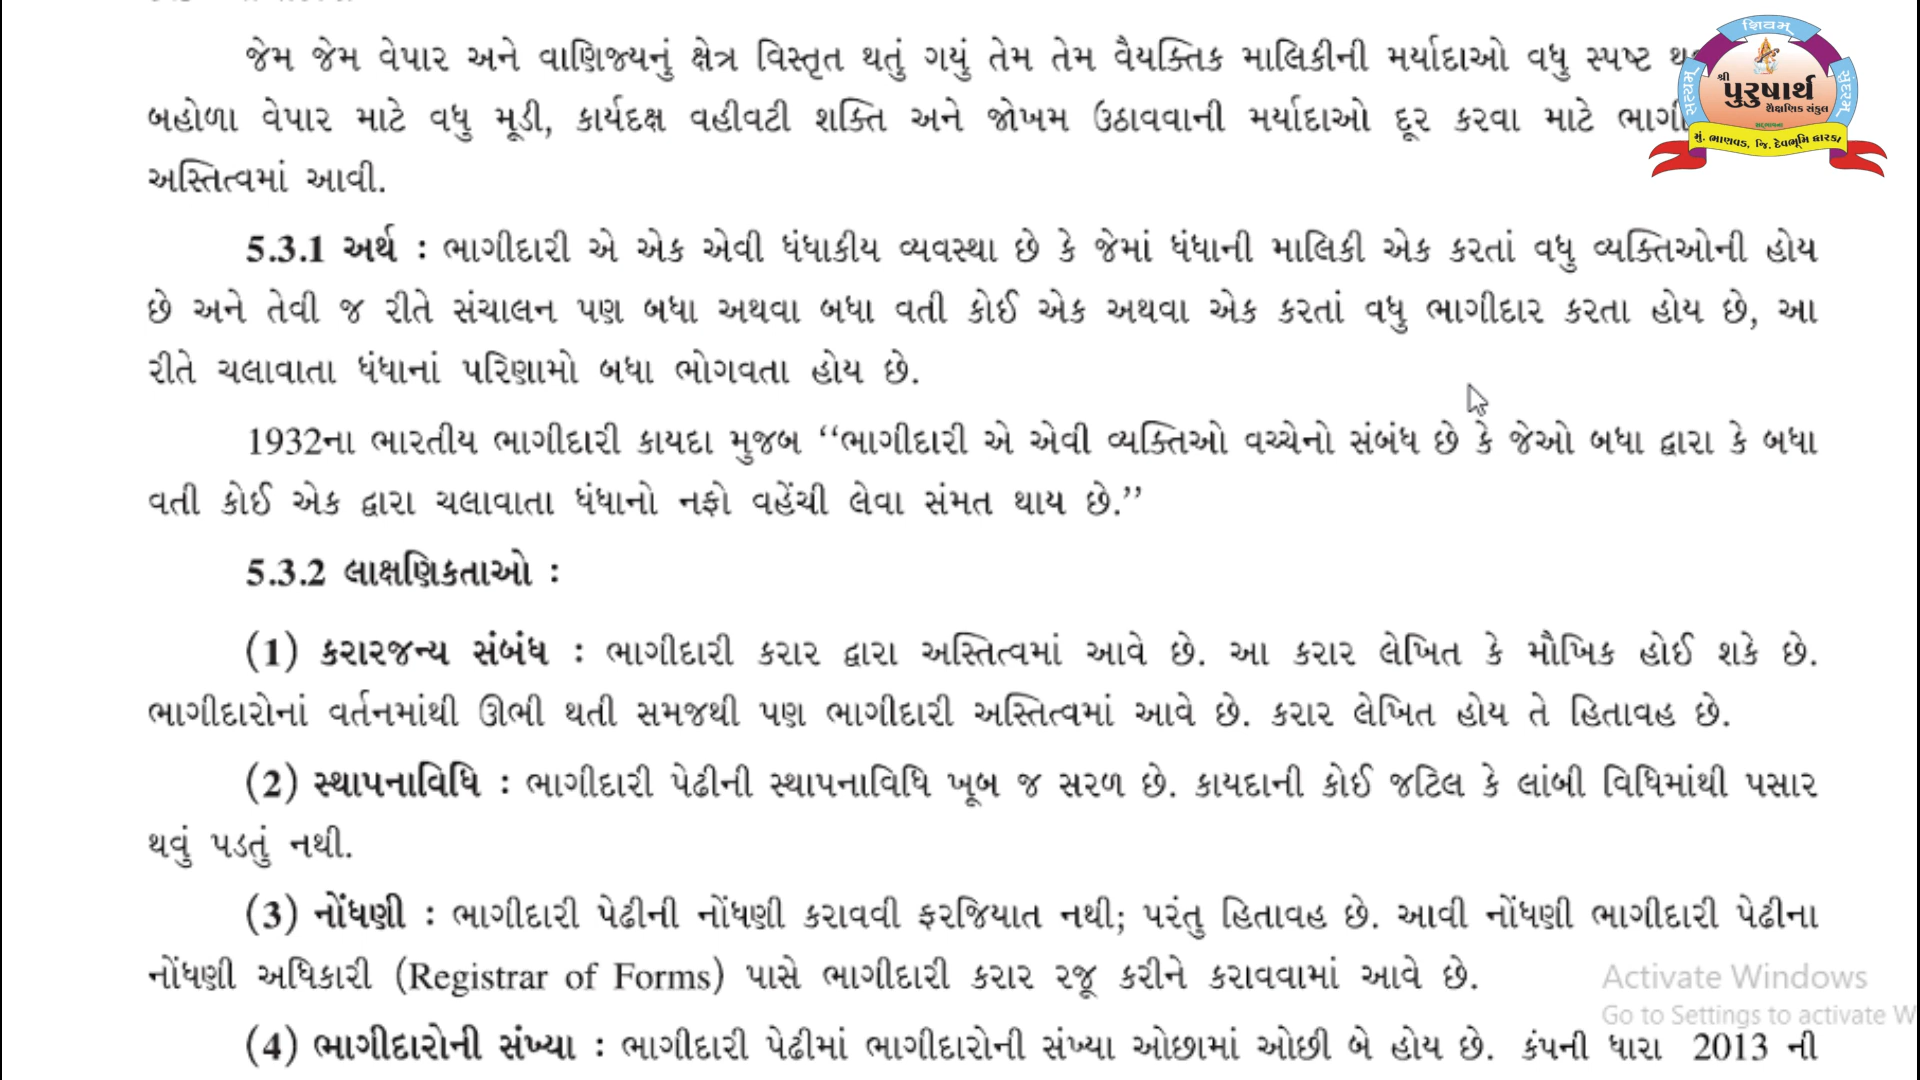 જેમ જેમ વેપાર અને વાણિજ્યનું ક્ષેત્ર વિસ્તૃત થતું ગયું તેમ તેમ વૈયક્તિક માલિકીની મર્યાદાઓ વધુ સ્પષ્ટ
બહોળા વેપાર માટે વધુ મૂડી, કાર્યદક્ષ વહીવટી શક્તિ અને જોખમ ઉઠાવવાની મર્યાદાઓ દૂર કરવા માટે
અસ્તિત્વમાં આવી.
5.3.1 અર્થ : ભાગીદારી એ એક એવી ધંધાકીય વ્યવસ્થા છે કે જેમાં ધંધાની માલિકી એક કરતાં વધુ વ્યક્તિઓની હોય
છે અને તેવી જ રીતે સંચાલન પણ બધા અથવા બધા વતી કોઈ એક અથવા એક કરતાં વધુ ભાગીદાર કરતા હોય છે, આ
રીતે ચલાવાતા ધંધાનાં પરિણામો બધા ભોગવતા હોય છે.
1932ના ભારતીય ભાગીદારી કાયદા મુજબ ‘‘ભાગીદારી એ એવી વ્યક્તિઓ વચ્ચેનો સંબંધ છે કે જેઓ બધા દ્વારા કે બધા
વતી કોઈ એક દ્વારા ચલાવાતા ધંધાનો નફો વહેંચી લેવા સંમત થાય છે.’’
5.3.2 લાક્ષણિકતાઓ :
(1) કરારજન્ય સંબંધ : ભાગીદારી કરાર દ્વારા અસ્તિત્વમાં આવે છે. આ કરાર લેખિત કે મૌખિક હોઈ શકે છે.
ભાગીદારોનાં વર્તનમાંથી ઊભી થતી સમજથી પણ ભાગીદારી અસ્તિત્વમાં આવે છે. કરાર લેખિત હોય તે હિતાવહ છે.
(2) સ્થાપનાવિધિ : ભાગીદારી પેઢીની સ્થાપનાવિધિ ખૂબ જ સરળ છે. કાયદાની કોઈ જટિલ કે લાંબી વિધિમાંથી પસાર
થવું પડતું નથી.
(3) નોંધણી : ભાગીદારી પેઢીની નોંધણી કરાવવી ફરજિયાત નથી; પરંતુ હિતાવહ છે. આવી નોંધણી ભાગીદારી પેઢીના
નોંધણી અધિકારી (Registrar of Forms) પાસે ભાગીદારી કરાર રજૂ કરીને કરાવવામાં આવે છે.
(4) ભાગીદારોની સંખ્યા : ભાગીદારી પેઢીમાં ભાગીદારોની સંખ્યા ઓછામાં ઓછી બે હોય છે. કંપની ધારા 2013 ની
શિવમ્
સત્યમ્
સુંદરમ્
શ્રી
પુરુષાર્થ
શૈક્ષણિક સંકુલ
મું. ભાણવડ, જિ. દેવભૂમિ દ્વારકા
Activate Windows
Go to Settings to activate W